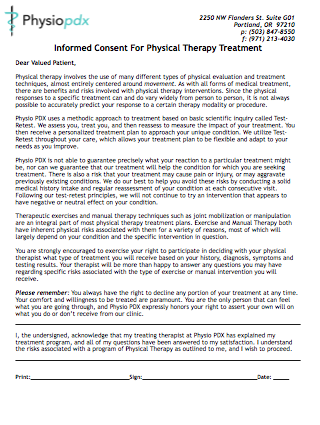 Physiopdx
2250 NW Flanders St. Suite G01
Portland, OR 97210
p: (503) 847-8550
f: (971) 213-4030
Informed Consent For Physical Therapy Treatment
Dear Valued Patient,
Physical therapy involves the use of many different types of physical evaluation and treatment
techniques, almost entirely centered around movement. As with all forms of medical treatment,
there are benefits and risks involved with physical therapy interventions. Since the physical
responses to a specific treatment can and do vary widely from person to person, it is not always
possible to accurately predict your response to a certain therapy modality or procedure.
Physio PDX uses a methodic approach to treatment based on basic scientific inquiry called Test-
Retest. We assess you, treat you, and then reassess to measure the impact of your treatment. You
then receive a personalized treatment plan to approach your unique condition. We utilize Test-
Retest throughout your care, which allows your treatment plan to be flexible and adapt to your
needs as you improve.
Physio PDX is not able to guarantee precisely what your reaction to a particular treatment might
be, nor can we guarantee that our treatment will help the condition for which you are seeking
treatment. There is also a risk that your treatment may cause pain or injury, or may aggravate
previously existing conditions. We do our best to help you avoid these risks by conducting a solid
medical history intake and regular reassessment of your condition at each consecutive visit.
Following our test-retest principles, we will not continue to try an intervention that appears to
have negative or neutral effect on your condition.
Therapeutic exercises and manual therapy techniques such as joint mobilization or manipulation
are an integral part of most physical therapy treatment plans. Exercise and Manual Therapy both
have inherent physical risks associated with them for a variety of reasons, most of which will
largely depend on your condition and the specific intervention in question.
You are strongly encouraged to exercise your right to participate in deciding with your physical
therapist what type of treatment you will receive based on your history, diagnosis, symptoms and
testing results. Your therapist will be more than happy to answer any questions you may have
regarding specific risks associated with the type of exercise or manual intervention you will
receive.
Please remember: You always have the right to decline any portion of your treatment at any time.
Your comfort and willingness to be treated are paramount. You are the only person that can feel
what you are going through, and Physio PDX expressly honors your right to assert your own will on
what you do or don't receive from our clinic.
I, the undersigned, acknowledge that my treating therapist at Physio PDX has explained my
treatment program, and all of my questions have been answered to my satisfaction. I understand
the risks associated with a program of Physical Therapy as outlined to me, and I wish to proceed.
Print: Sign: Date: